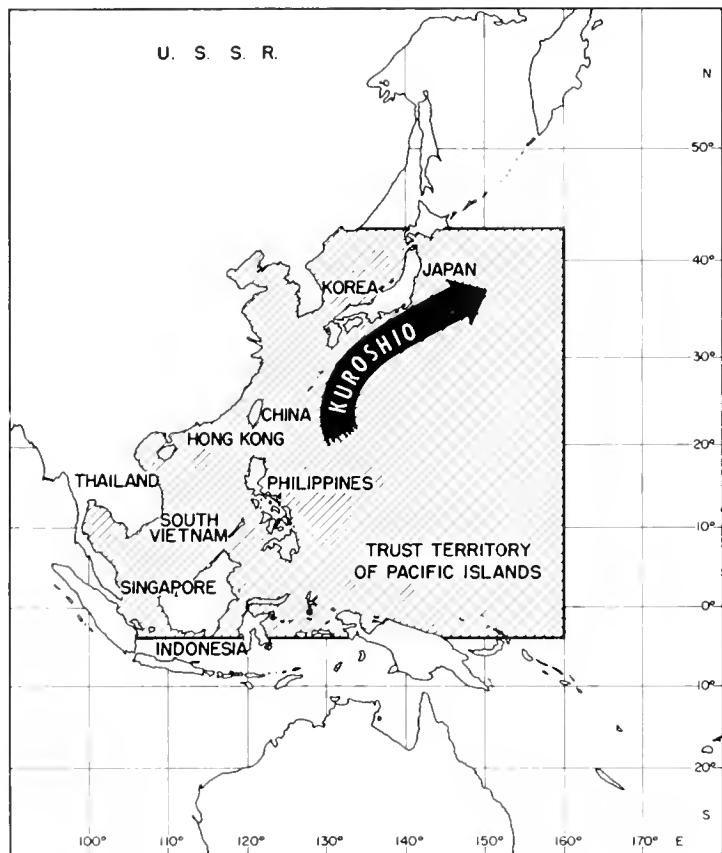 U. S. S. R.
N
50°
40°
JAPAN
KOREA
KUROSHIO
30°
CHINA
HONG KONG
20°
THAILAND
PHILIPPINES
SOUTH
VIETNAM
10°
TRUST TERRITORY
OF PACIFIC ISLANDS
SINGAPORE
0°
INDONESIA
10°
20°
S
100° 110° 120° 130° 140° 150° 160° E